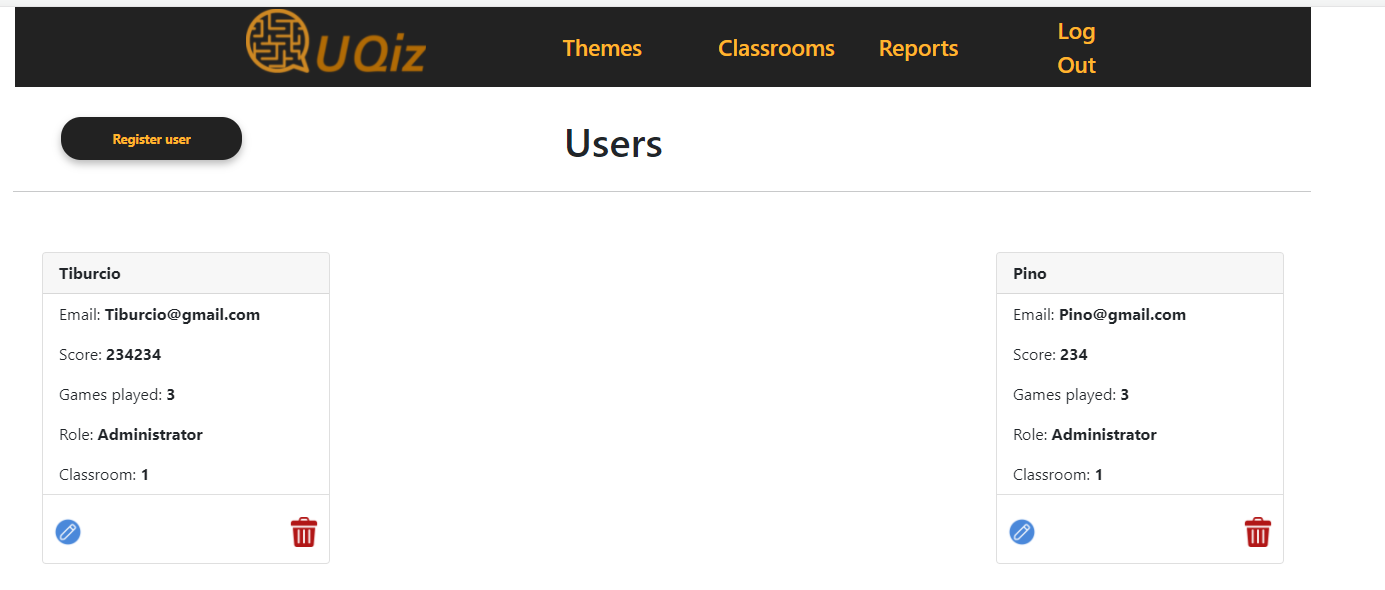 UQiz
Themes
Classrooms
Reports
Log
Out
Register user
Users
Tiburcio
Email: Tiburcio@gmail.com
Score: 234234
Games played: 3
Role: Administrator
Classroom: 1
Pino
Email: Pino@gmail.com
Score: 234
Games played: 3
Role: Administrator
Classroom: 1